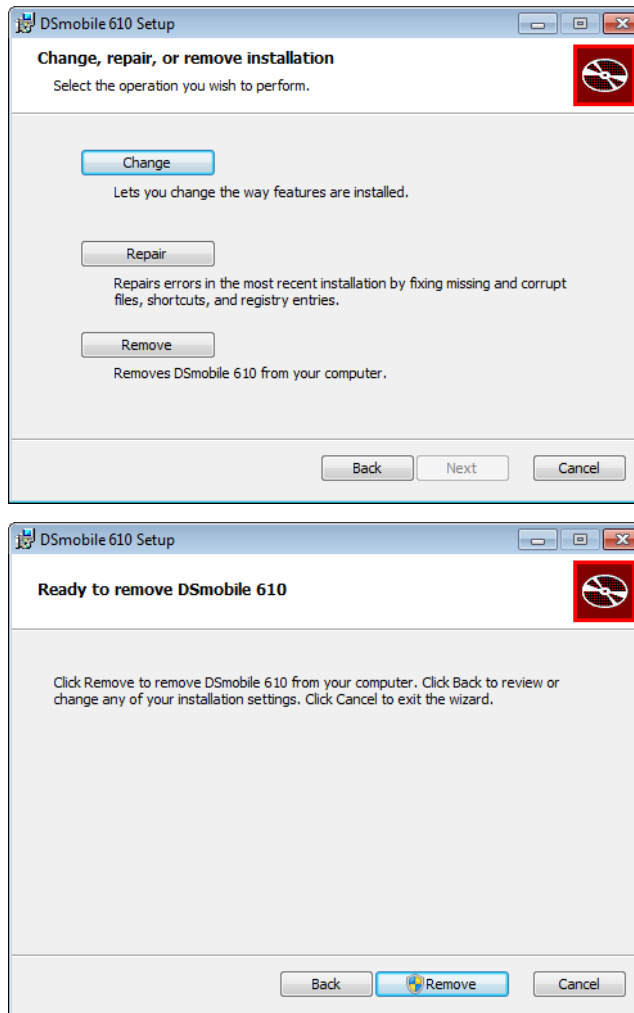 DSmobile 610 Setup
Change, repair, or remove installation
Select the operation you wish to perform.
Change
Lets you change the way features are installed.
Repair
Repairs errors in the most recent installation by fixing missing and corrupt
files, shortcuts, and registry entries.
Remove
Removes DSmobile 610 from your computer.
Back Next Cancel
DSmobile 610 Setup
Ready to remove DSmobile 610
Click Remove to remove DSmobile 610 from your computer. Click Back to review or
change any of your installation settings. Click Cancel to exit the wizard.
Back Remove Cancel